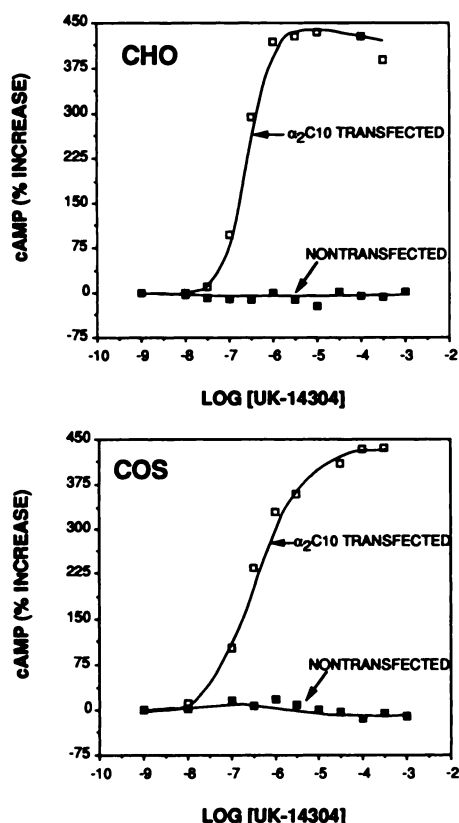 CHO
cAMP (% INCREASE)
450
375
300
225
150
75
0
-75
α₂C10 TRANSFECTED
NONTRANSFECTED
-10 -9 -8 -7 -6 -5 -4 -3 -2
LOG [UK-14304]
COS
cAMP (% INCREASE)
450
375
300
225
150
75
0
-75
α₂C10 TRANSFECTED
NONTRANSFECTED
-10 -9 -8 -7 -6 -5 -4 -3 -2
LOG [UK-14304]